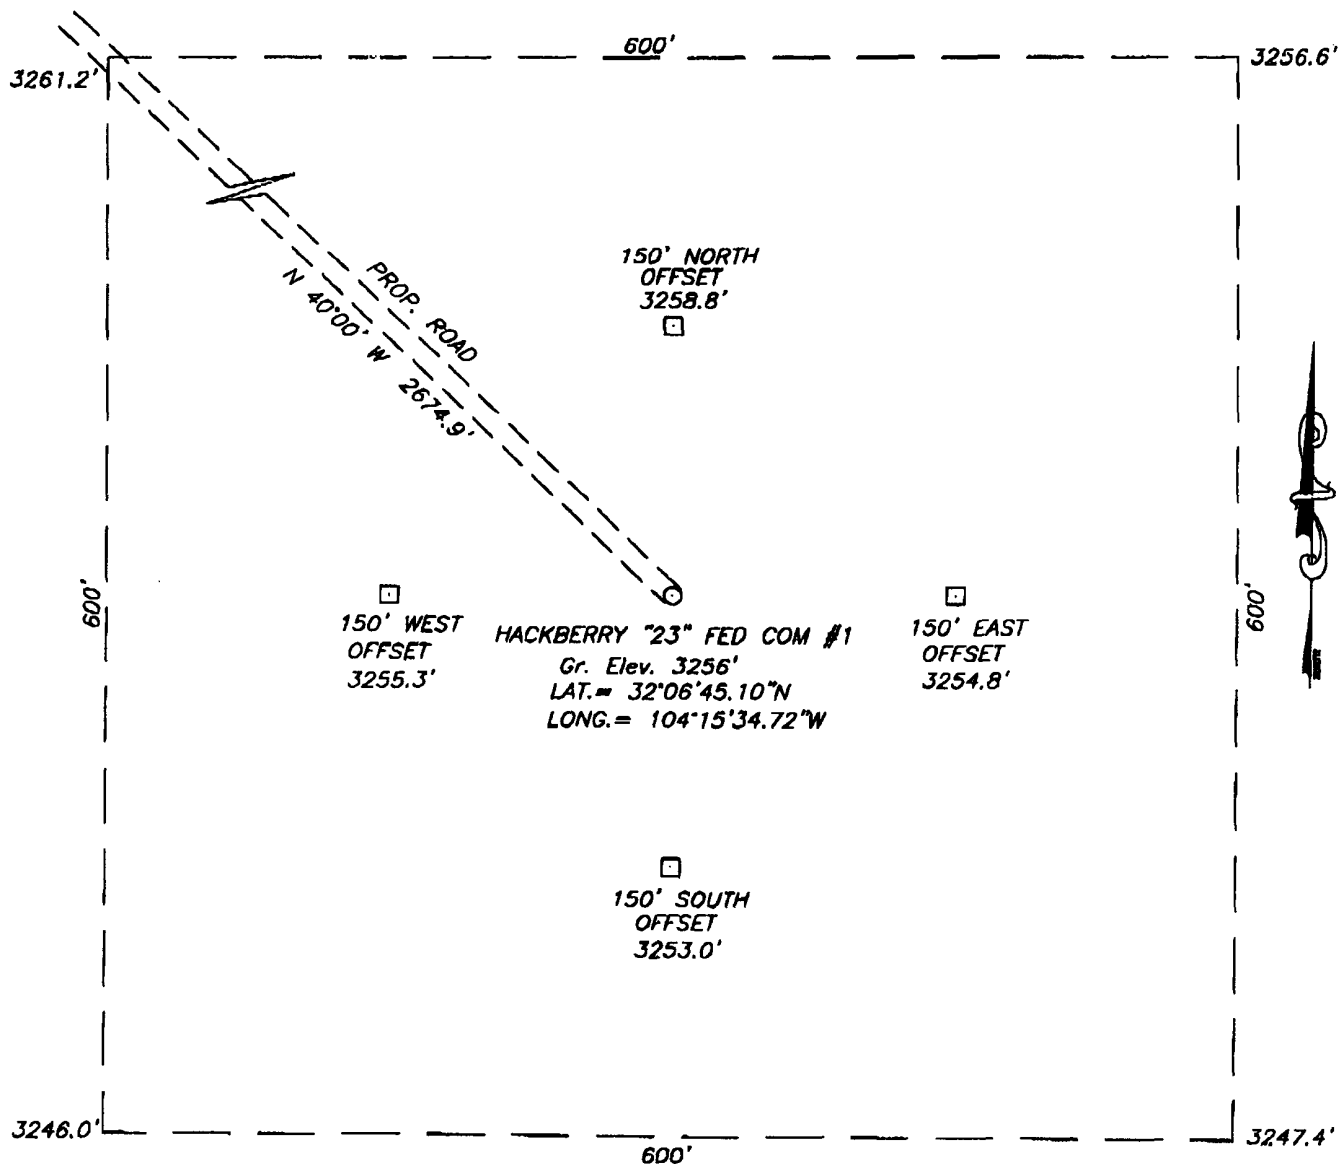 600'
3261.2'
3256.6'
150' NORTH
OFFSET
3258.8'
PROP. ROAD
N 40°00' W 2674.9'
600'
600'
150' WEST
OFFSET
3255.3'
HACKBERRY "23" FED COM #1
Gr. Elev. 3256'
LAT.= 32°06'45.10"N
LONG.= 104°15'34.72"W
150' EAST
OFFSET
3254.8'
150' SOUTH
OFFSET
3253.0'
3246.0'
600'
3247.4'